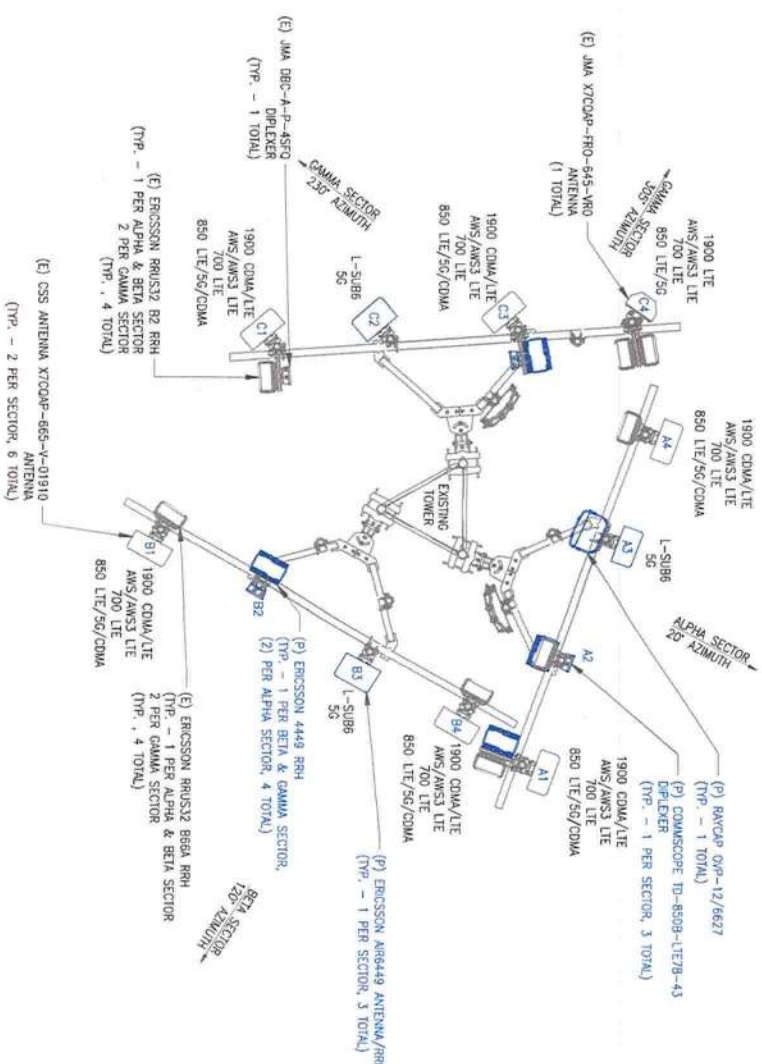 (P) RAYCAP OVP-12/6627
(TYP. - 1 TOTAL)
(P) COMMSCOPE TD-850B-LTE78-43
DIPLEXER
(TYP. - 1 PER SECTOR, 3 TOTAL)
ALPHA SECTOR
20° AZIMUTH
1900 CDMA/LTE
AWS/AWS3 LTE
700 LTE
850 LTE/5G/CDMA
L-SUB6
5G
1900 CDMA/LTE
AWS/AWS3 LTE
700 LTE
850 LTE/5G/CDMA
A4
A3
A2
A1
1900 LTE
AWS/AWS3 LTE
700 LTE
850 LTE/5G
GAMMA SECTOR
305° AZIMUTH
(E) JMA X7CQAP-FRO-645-VRO
ANTENNA
(1 TOTAL)
C4
1900 CDMA/LTE
AWS/AWS3 LTE
700 LTE
850 LTE/5G/CDMA
C3
EXISTING
TOWER
L-SUB6
5G
C2
GAMMA SECTOR
230° AZIMUTH
1900 CDMA/LTE
AWS/AWS3 LTE
700 LTE
850 LTE/5G/CDMA
C1
(E) JMA DBC-A-P-4SFQ
DIPLEXER
(TYP. - 1 TOTAL)
(E) ERICSSON RRUS32 B2 RRH
(TYP. - 1 PER ALPHA & BETA SECTOR
2 PER GAMMA SECTOR
(TYP. , 4 TOTAL)
1900 CDMA/LTE
AWS/AWS3 LTE
700 LTE
850 LTE/5G/CDMA
B4
L-SUB6
5G
B3
B2
B1
1900 CDMA/LTE
AWS/AWS3 LTE
700 LTE
850 LTE/5G/CDMA
(P) ERICSSON AIR6449 ANTENNA/RR
(TYP. - 1 PER SECTOR, 3 TOTAL)
BETA SECTOR
120° AZIMUTH
(P) ERICSSON 4449 RRH
(TYP. - 1 PER BETA & GAMMA SECTOR,
(2) PER ALPHA SECTOR, 4 TOTAL)
(E) ERICSSON RRUS32 B66A RRH
(TYP. - 1 PER ALPHA & BETA SECTOR
2 PER GAMMA SECTOR
(TYP. , 4 TOTAL)
(E) CSS ANTENNA X7CQAP-665-V-01910
ANTENNA
(TYP. - 2 PER SECTOR, 6 TOTAL)